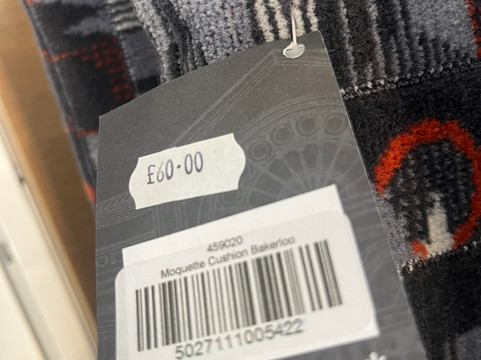 £60.00
459020
Moquette Cushion Bakerloo
5027111005422